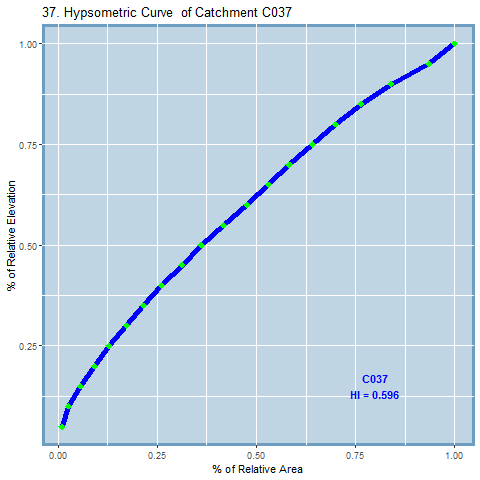 37. Hypsometric Curve  of Catchment C037
1.00
0.75
0.50
0.25
% of Relative Elevation
C037
HI = 0.596
0.00 0.25 0.50 0.75 1.00
% of Relative Area